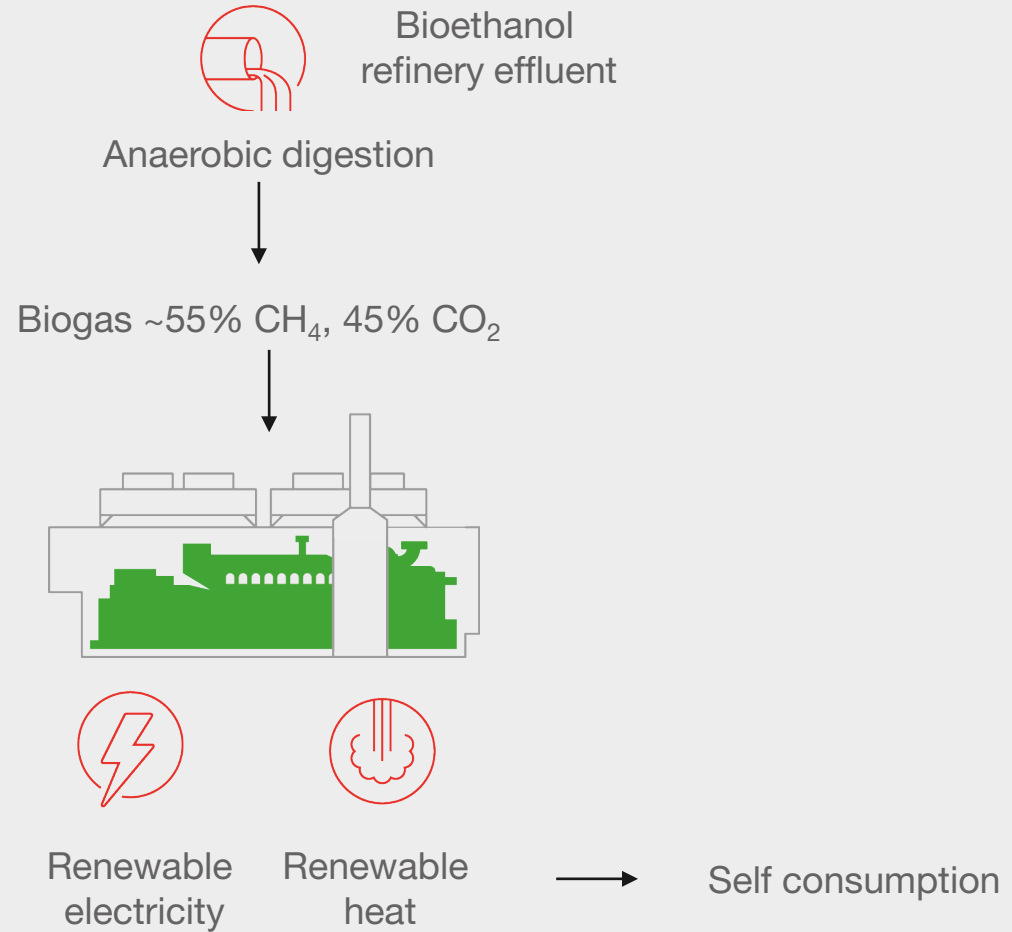 Bioethanol
refinery effluent
Anaerobic digestion
Biogas ~55% CH₄, 45% CO₂
Renewable
electricity
Renewable
heat
Self consumption